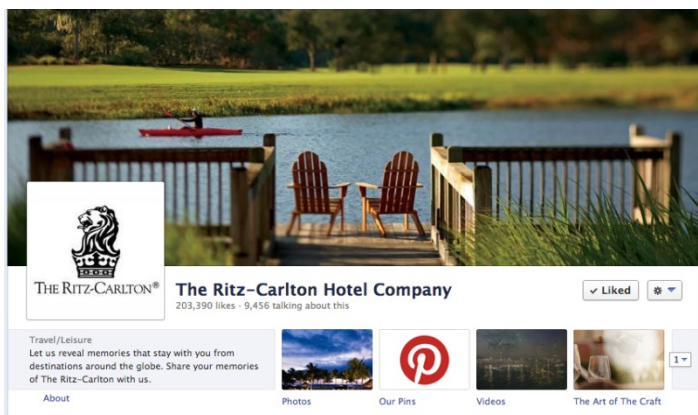 THE RITZ-CARLTON®
The Ritz-Carlton Hotel Company
203,390 likes · 9,456 talking about this
✓ Liked
Travel/Leisure
Let us reveal memories that stay with you from
destinations around the globe. Share your memories
of The Ritz-Carlton with us.
About
Photos
Our Pins
Videos
The Art of The Craft
1